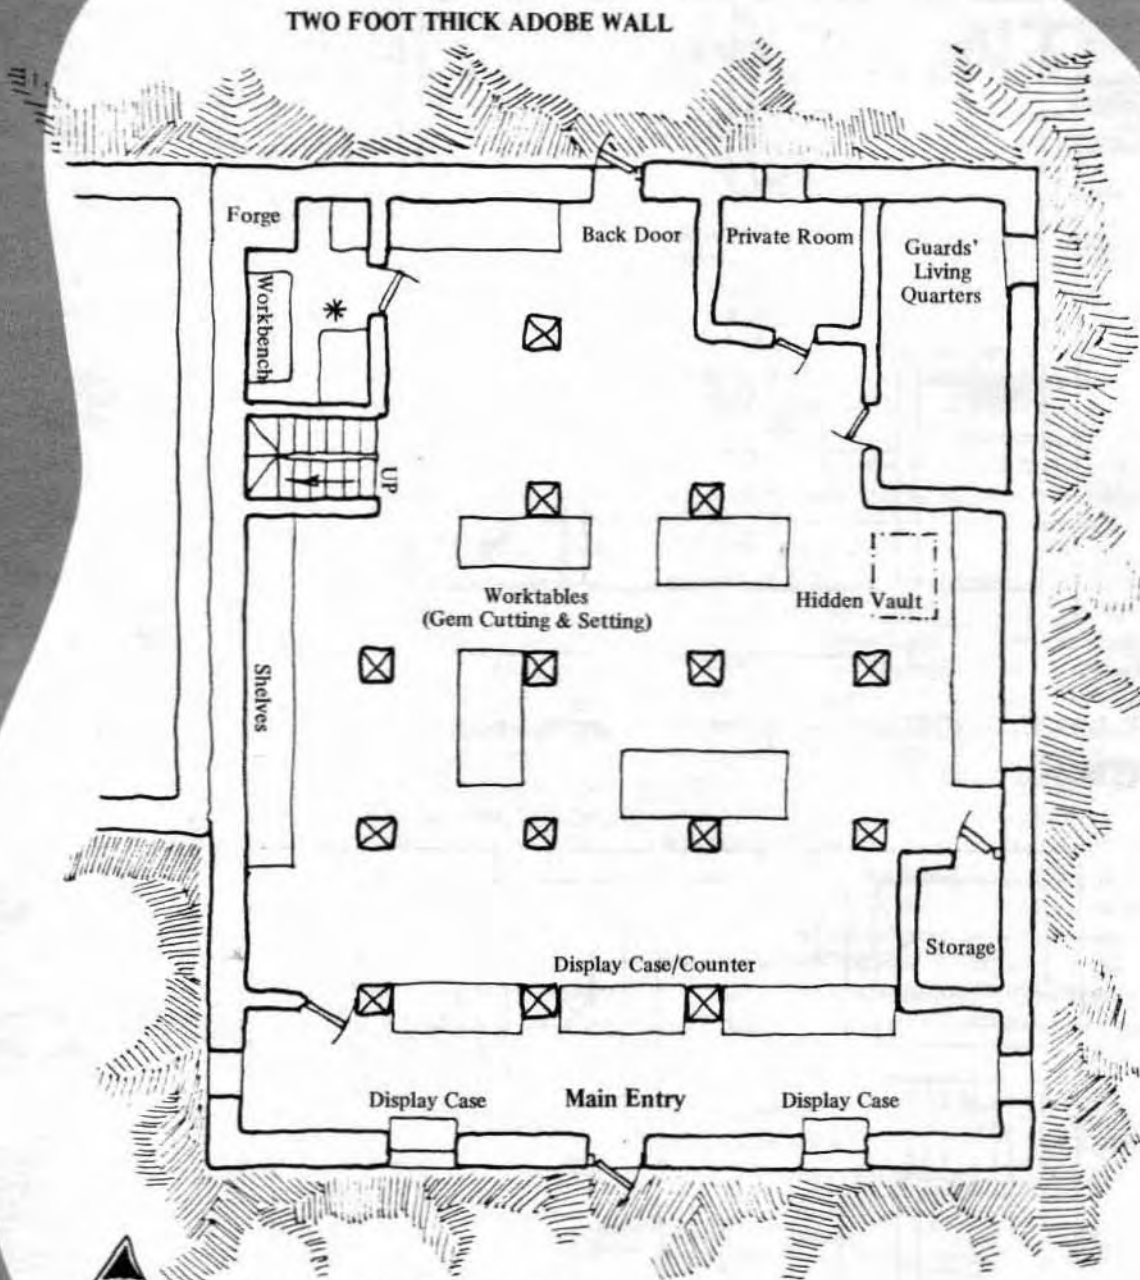 TWO FOOT THICK ADOBE WALL
Forge
Back Door
Private Room
Guards'
Living
Quarters
Workbench
*
UP
Worktables
(Gem Cutting & Setting)
Hidden Vault
Shelves
Storage
Display Case/Counter
Display Case
Main Entry
Display Case